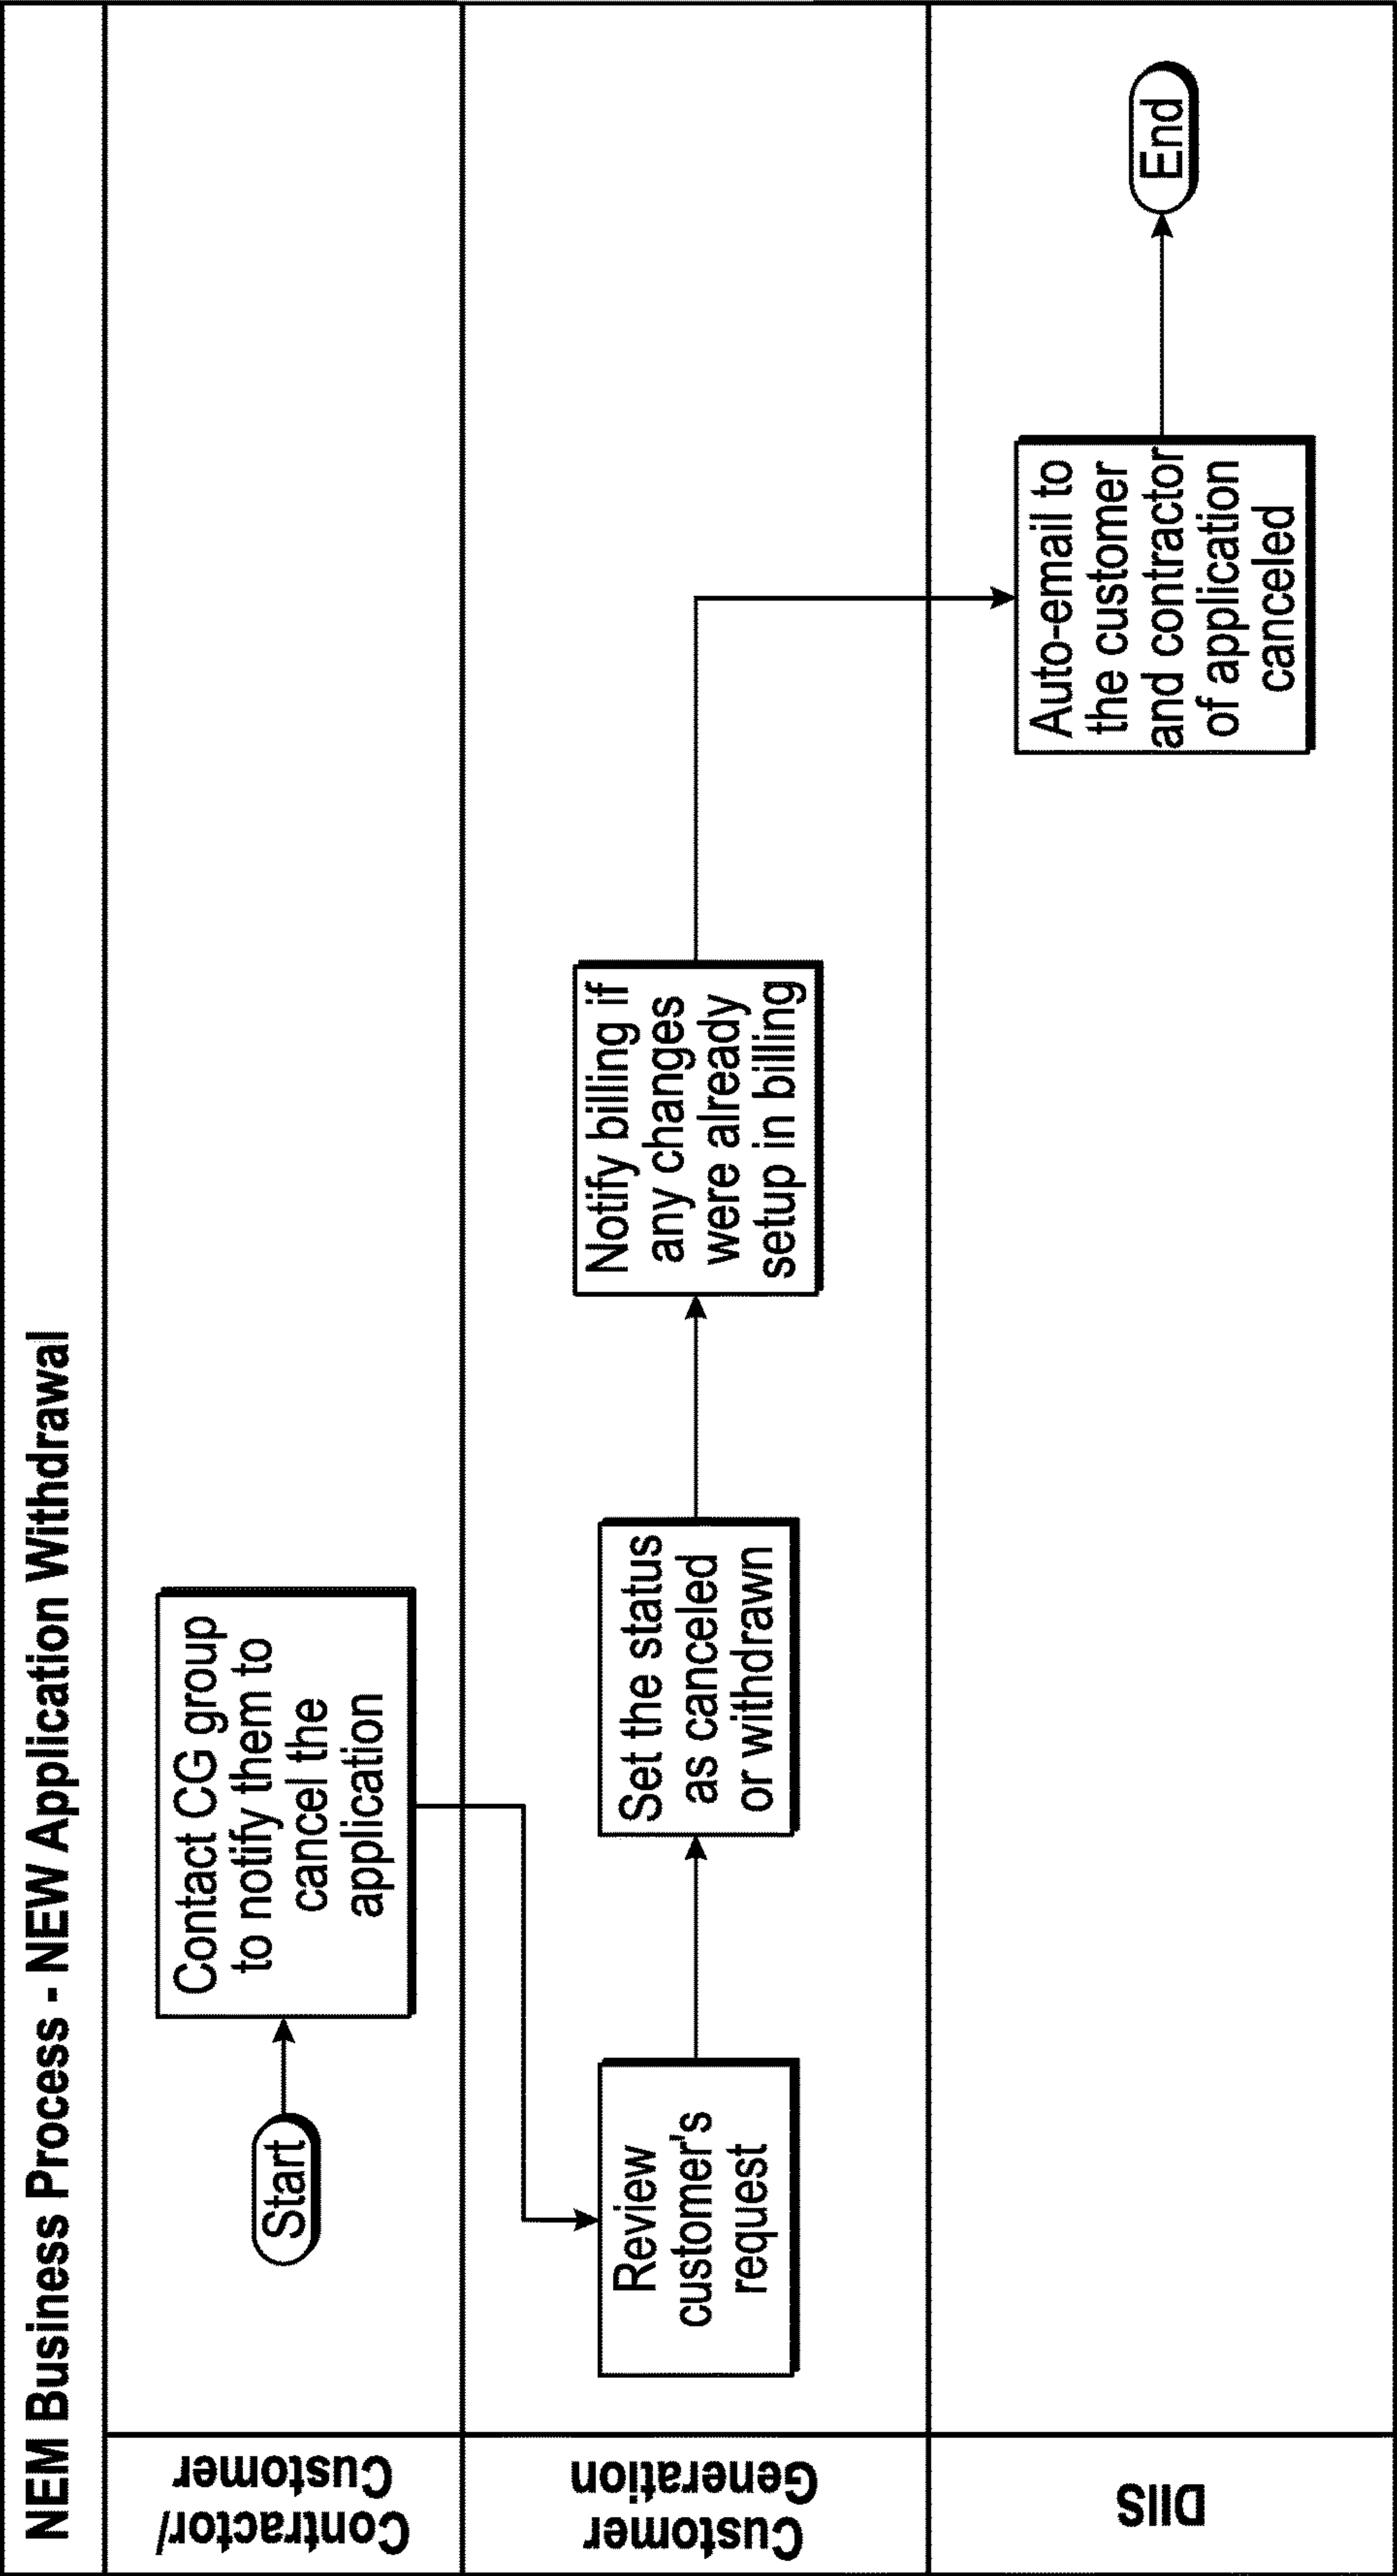 NEM Business Process - NEW Application Withdrawal
Contractor/
Customer
Start
Contact CG group
to notify them to
cancel the
application
Customer
Generation
Review
customer's
request
Set the status
as canceled
or withdrawn
Notify billing if
any changes
were already
setup in billing
DIIS
Auto-email to
the customer
and contractor
of application
canceled
End